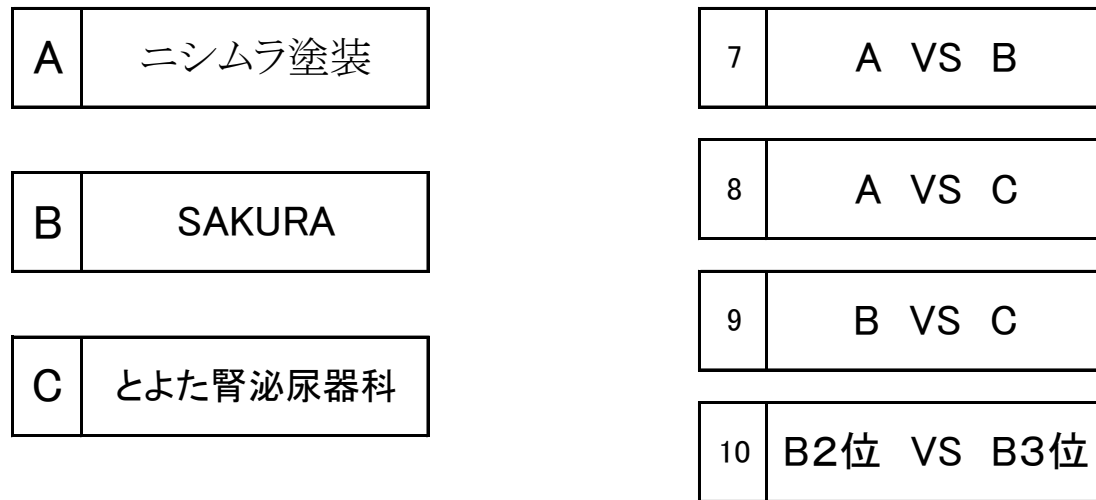 A ニシムラ塗装
B SAKURA
C とよた腎泌尿器科
7 A VS B
8 A VS C
9 B VS C
10 B2位 VS B3位